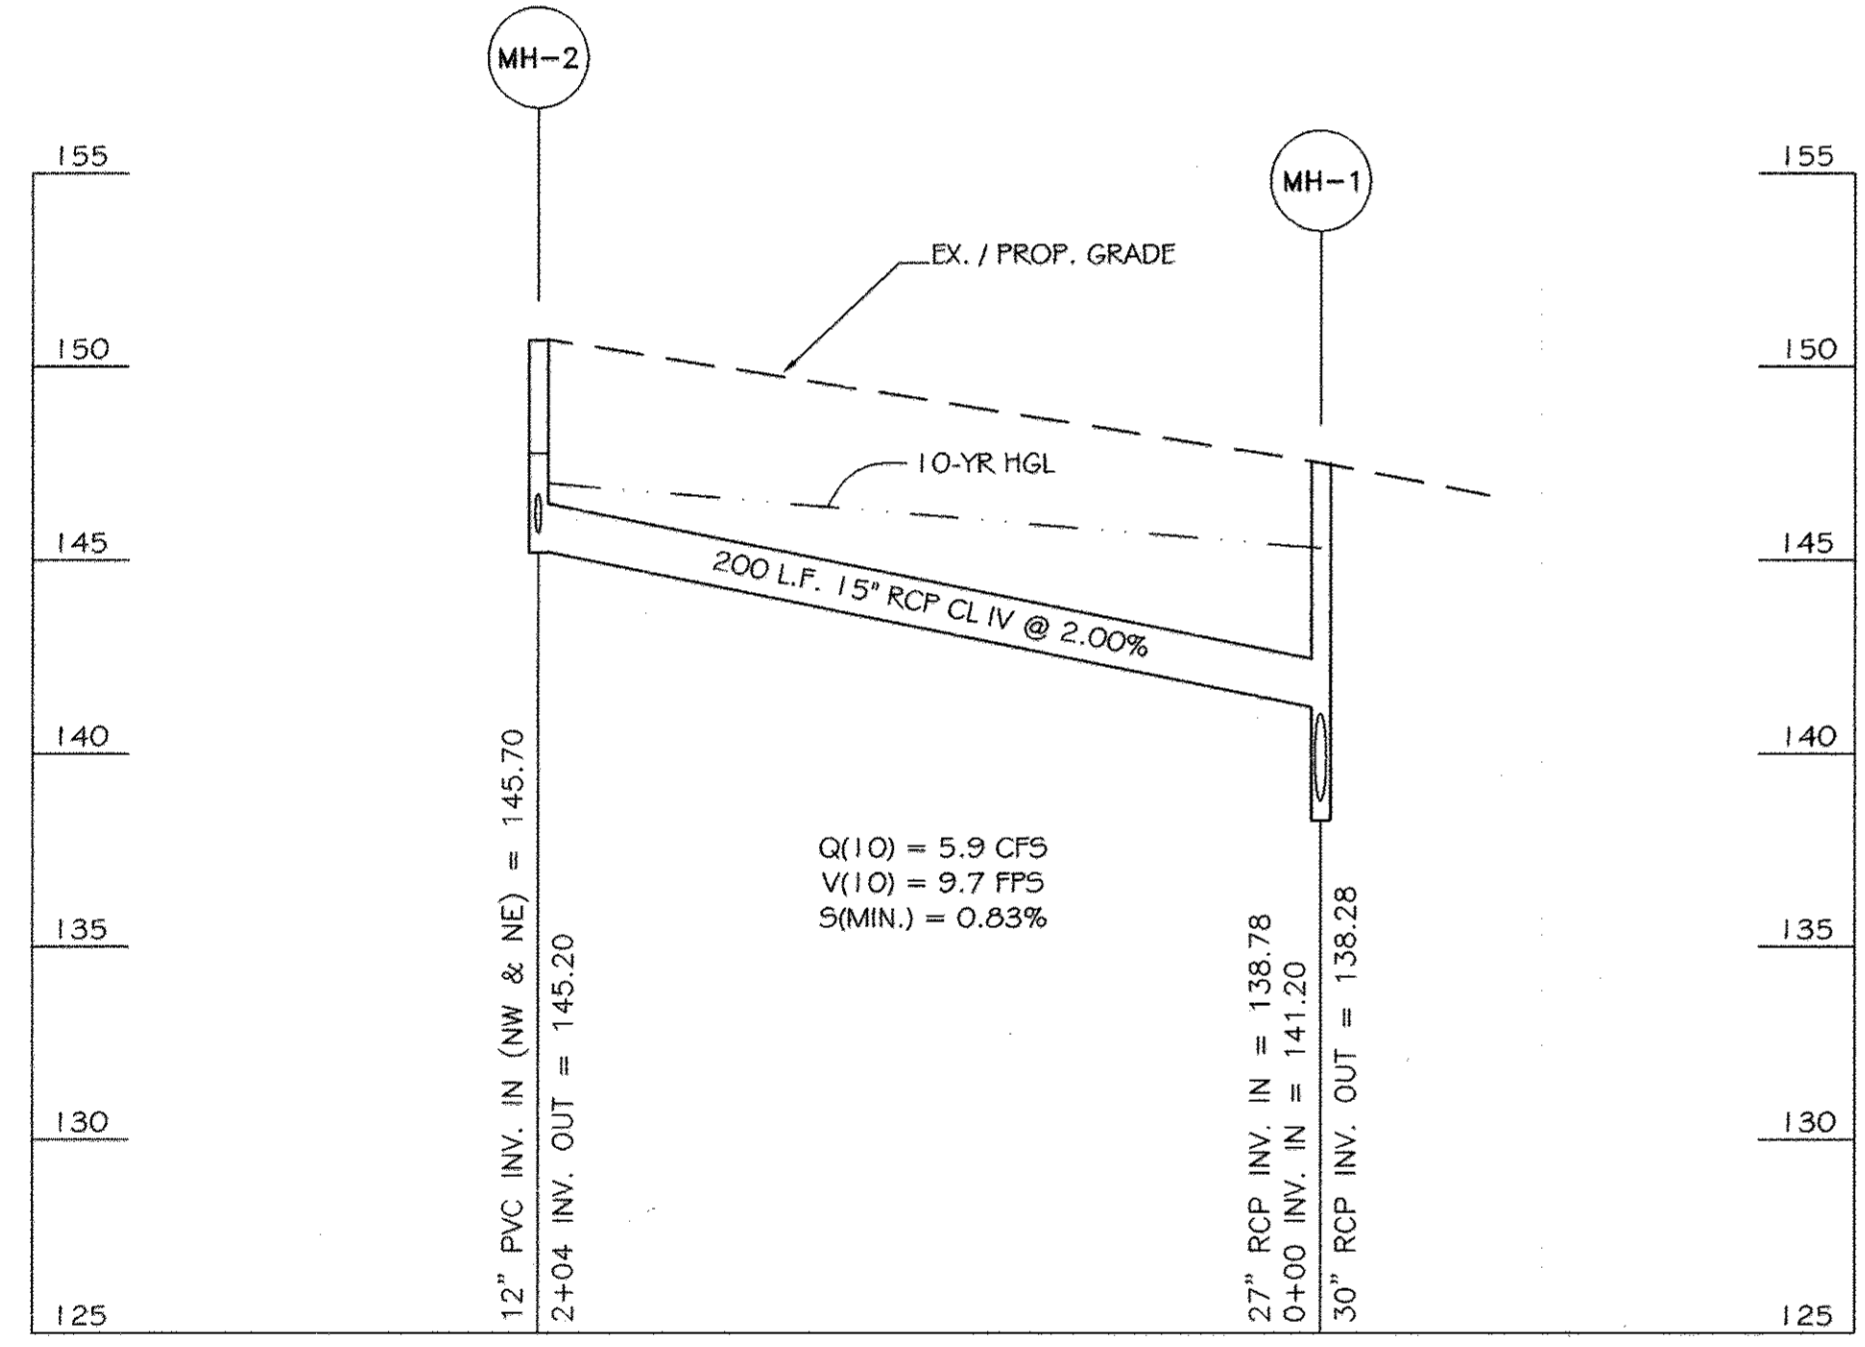 MH-2
MH-1
155
155
EX. / PROP. GRADE
150
150
10-YR HGL
145
145
200 L.F. 15" RCP CL IV @ 2.00%
140
140
Q(10) = 5.9 CFS
V(10) = 9.7 FPS
S(MIN.) = 0.83%
135
135
130
130
125
125
12" PVC INV. IN (NW & NE) = 145.70
2+04 INV. OUT = 145.20
27" RCP INV. IN = 138.78
0+00 INV. IN = 141.20
30" RCP INV. OUT = 138.28